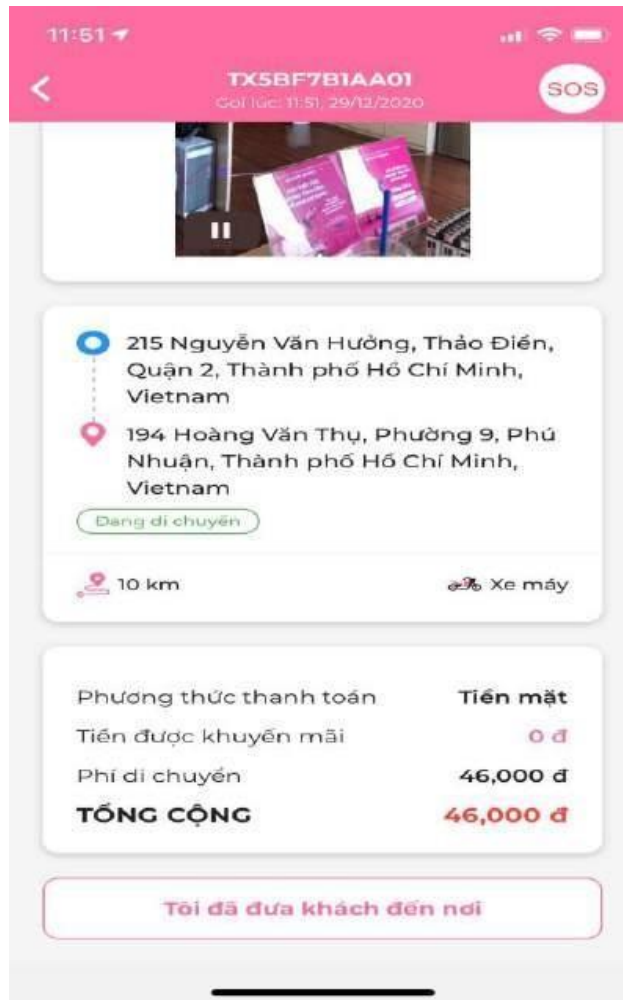 11:51
TX5BF7B1AA01
SOS
Gọi lúc: 11:51, 29/12/2020
215 Nguyễn Văn Hưởng, Thảo Điền,
Quận 2, Thành phố Hồ Chí Minh,
Vietnam
194 Hoàng Văn Thụ, Phường 9, Phú
Nhuận, Thành phố Hồ Chí Minh,
Vietnam
Đang di chuyển
10 km
Xe máy
Phương thức thanh toán
Tiền mặt
Tiền được khuyến mãi
0 đ
Phí di chuyển
46,000 đ
TỔNG CỘNG
46,000 đ
Tôi đã đưa khách đến nơi